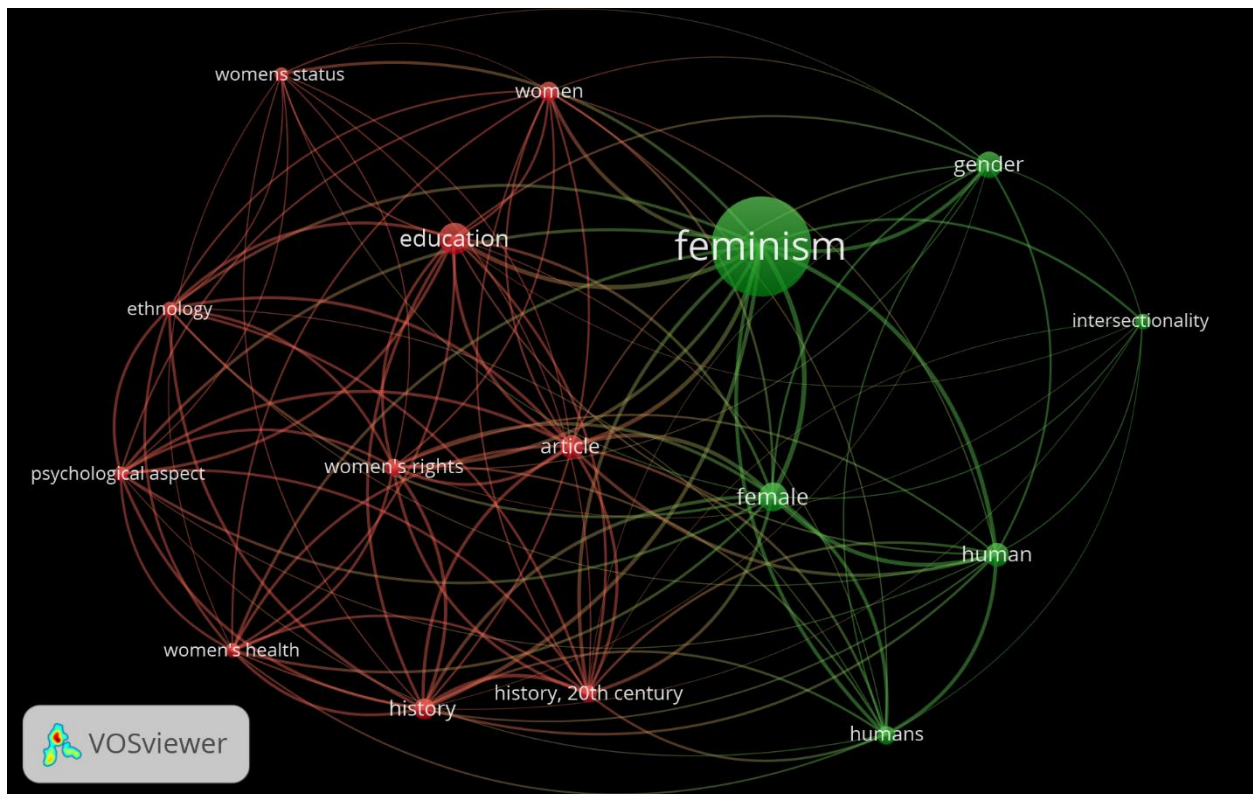 womens status
women
gender
education
feminism
ethnology
intersectionality
article
women's rights
psychological aspect
female
human
women's health
history, 20th century
history
humans
VOSviewer